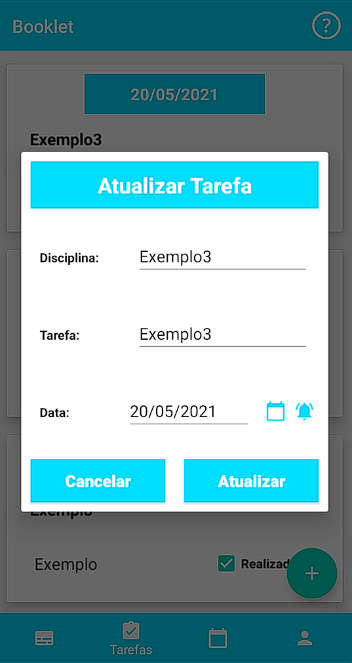 Booklet
?
20/05/2021
Exemplo3
Atualizar Tarefa
Disciplina: Exemplo3
Tarefa: Exemplo3
Data: 20/05/2021
Cancelar Atualizar
Exemplo
Exemplo
Tarefas